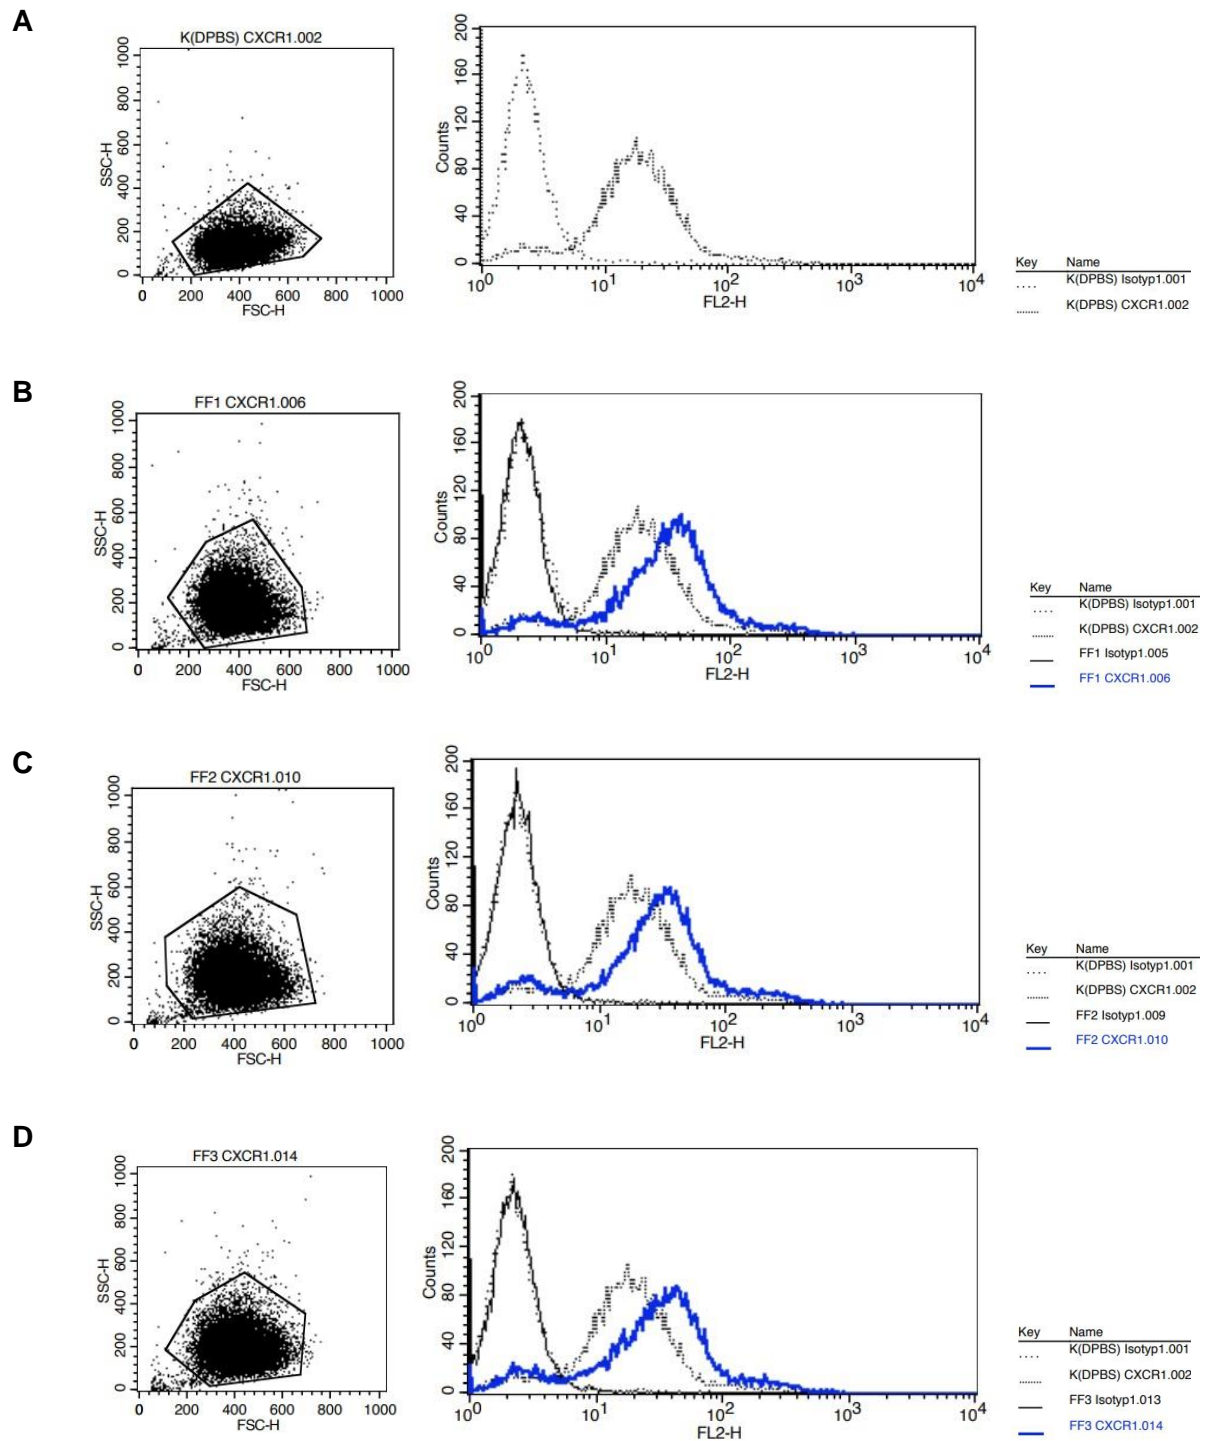 A
K(DPBS) CXCR1.002
SSC-H
0 200 400 600 800 1000
0 200 400 600 800 1000
FSC-H
Counts
0 40 80 120 160 200
10^0 10^1 10^2 10^3 10^4
FL2-H
Key Name
K(DPBS) Isotyp1.001
K(DPBS) CXCR1.002
B
FF1 CXCR1.006
SSC-H
0 200 400 600 800 1000
0 200 400 600 800 1000
FSC-H
Counts
0 40 80 120 160 200
10^0 10^1 10^2 10^3 10^4
FL2-H
Key Name
K(DPBS) Isotyp1.001
K(DPBS) CXCR1.002
FF1 Isotyp1.005
FF1 CXCR1.006
C
FF2 CXCR1.010
SSC-H
0 200 400 600 800 1000
0 200 400 600 800 1000
FSC-H
Counts
0 40 80 120 160 200
10^0 10^1 10^2 10^3 10^4
FL2-H
Key Name
K(DPBS) Isotyp1.001
K(DPBS) CXCR1.002
FF2 Isotyp1.009
FF2 CXCR1.010
D
FF3 CXCR1.014
SSC-H
0 200 400 600 800 1000
0 200 400 600 800 1000
FSC-H
Counts
0 40 80 120 160 200
10^0 10^1 10^2 10^3 10^4
FL2-H
Key Name
K(DPBS) Isotyp1.001
K(DPBS) CXCR1.002
FF3 Isotyp1.013
FF3 CXCR1.014